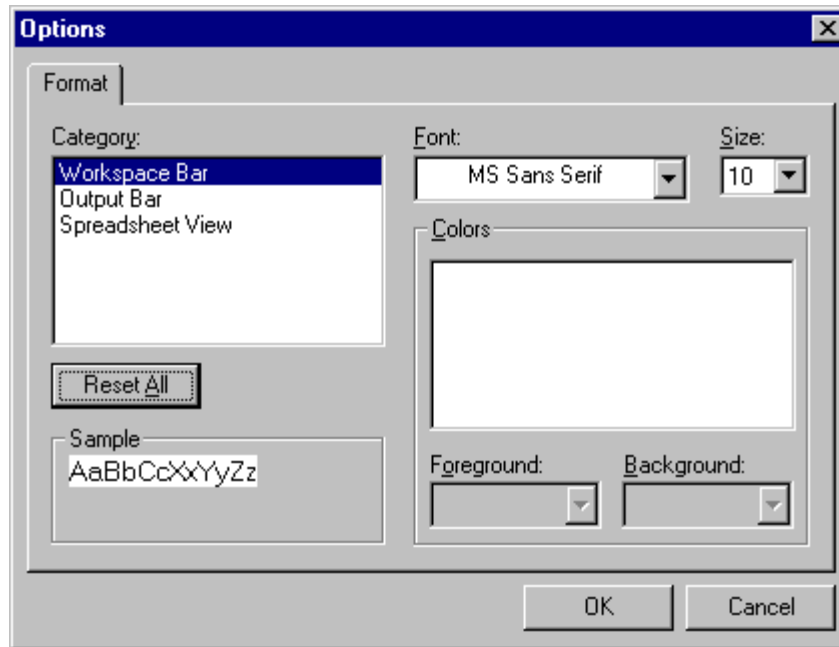 Options
Format
Category:
Workspace Bar
Output Bar
Spreadsheet View
Reset All
Sample
AaBbCcXxYyZz
Font:
MS Sans Serif
Size:
10
Colors
Foreground:
Background:
OK
Cancel